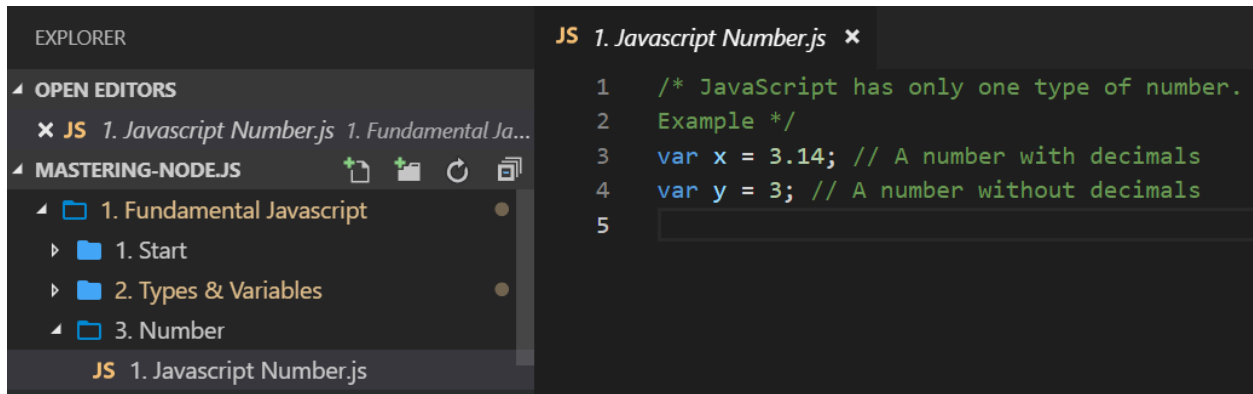 EXPLORER
OPEN EDITORS
JS 1. Javascript Number.js 1. Fundamental Ja...
MASTERING-NODE.JS
1. Fundamental Javascript
1. Start
2. Types & Variables
3. Number
JS 1. Javascript Number.js
JS 1. Javascript Number.js
1 /* JavaScript has only one type of number.
2 Example */
3 var x = 3.14; // A number with decimals
4 var y = 3; // A number without decimals
5